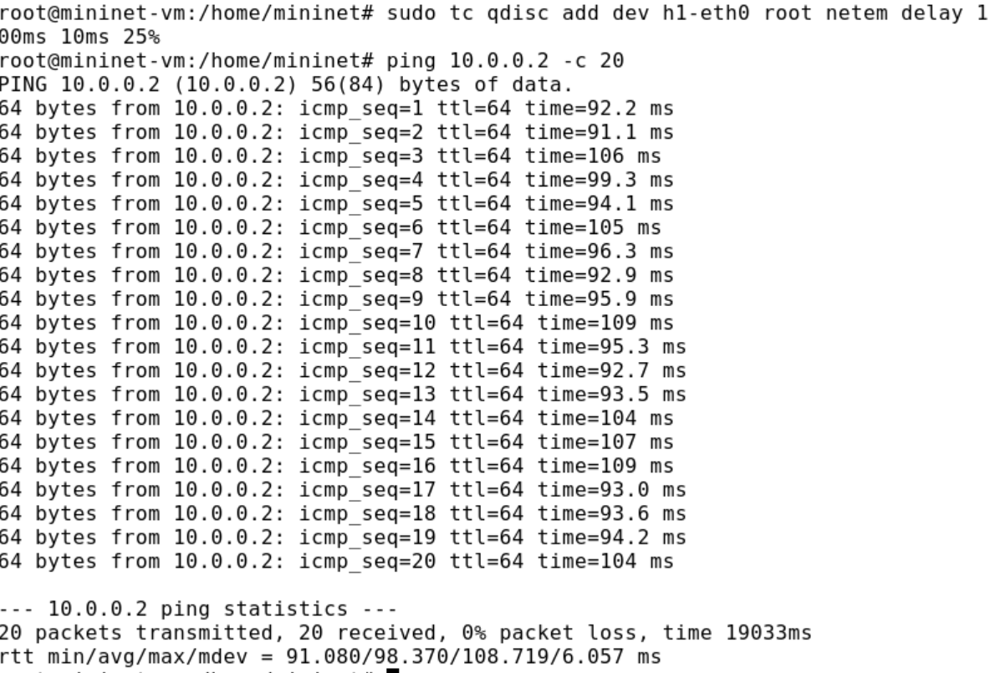 root@mininet-vm:/home/mininet# sudo tc qdisc add dev h1-eth0 root netem delay 1
00ms 10ms 25%
root@mininet-vm:/home/mininet# ping 10.0.0.2 -c 20
PING 10.0.0.2 (10.0.0.2) 56(84) bytes of data.
64 bytes from 10.0.0.2: icmp_seq=1 ttl=64 time=92.2 ms
64 bytes from 10.0.0.2: icmp_seq=2 ttl=64 time=91.1 ms
64 bytes from 10.0.0.2: icmp_seq=3 ttl=64 time=106 ms
64 bytes from 10.0.0.2: icmp_seq=4 ttl=64 time=99.3 ms
64 bytes from 10.0.0.2: icmp_seq=5 ttl=64 time=94.1 ms
64 bytes from 10.0.0.2: icmp_seq=6 ttl=64 time=105 ms
64 bytes from 10.0.0.2: icmp_seq=7 ttl=64 time=96.3 ms
64 bytes from 10.0.0.2: icmp_seq=8 ttl=64 time=92.9 ms
64 bytes from 10.0.0.2: icmp_seq=9 ttl=64 time=95.9 ms
64 bytes from 10.0.0.2: icmp_seq=10 ttl=64 time=109 ms
64 bytes from 10.0.0.2: icmp_seq=11 ttl=64 time=95.3 ms
64 bytes from 10.0.0.2: icmp_seq=12 ttl=64 time=92.7 ms
64 bytes from 10.0.0.2: icmp_seq=13 ttl=64 time=93.5 ms
64 bytes from 10.0.0.2: icmp_seq=14 ttl=64 time=104 ms
64 bytes from 10.0.0.2: icmp_seq=15 ttl=64 time=107 ms
64 bytes from 10.0.0.2: icmp_seq=16 ttl=64 time=109 ms
64 bytes from 10.0.0.2: icmp_seq=17 ttl=64 time=93.0 ms
64 bytes from 10.0.0.2: icmp_seq=18 ttl=64 time=93.6 ms
64 bytes from 10.0.0.2: icmp_seq=19 ttl=64 time=94.2 ms
64 bytes from 10.0.0.2: icmp_seq=20 ttl=64 time=104 ms
--- 10.0.0.2 ping statistics ---
20 packets transmitted, 20 received, 0% packet loss, time 19033ms
rtt min/avg/max/mdev = 91.080/98.370/108.719/6.057 ms